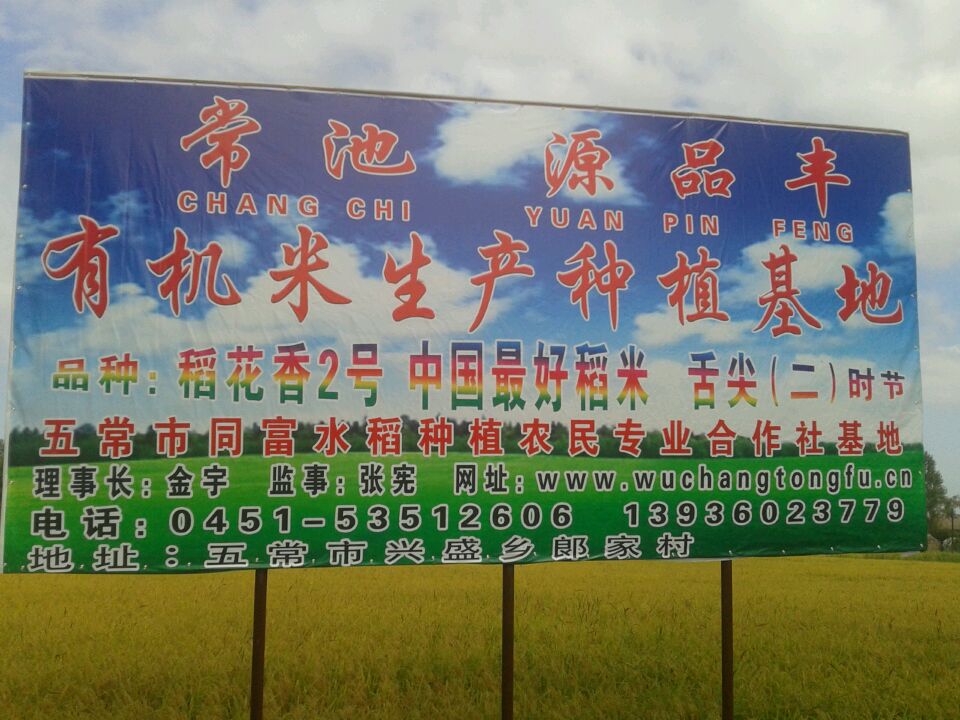 常池 源品丰
CHANG CHI YUAN PIN FENG
有机米生产种植基地
品种：稻花香2号 中国最好稻米 舌尖（二）时节
五常市同富水稻种植农民专业合作社基地
理事长：金宇 监事：张宪 网址：www.wuchangtongfu.cn
电话：0451-53512606 13936023779
地址：五常市兴盛乡郎家村